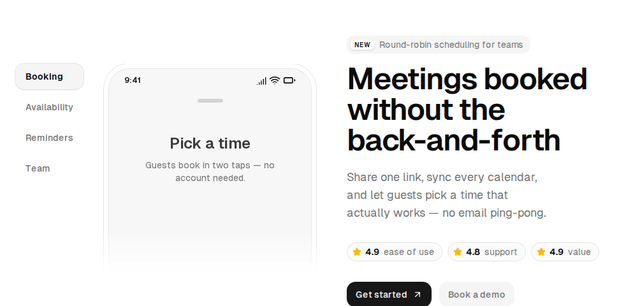 Booking
Availability
Reminders
Team
9:41
Pick a time
Guests book in two taps — no
account needed.
NEW Round-robin scheduling for teams
Meetings booked
without the
back-and-forth
Share one link, sync every calendar,
and let guests pick a time that
actually works — no email ping-pong.
4.9 ease of use 4.8 support 4.9 value
Get started Book a demo